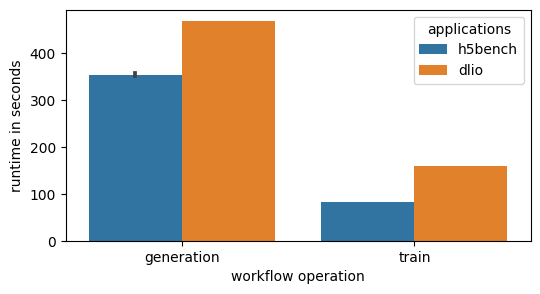 applications
h5bench
dlio
runtime in seconds
400
300
200
100
0
generation
train
workflow operation